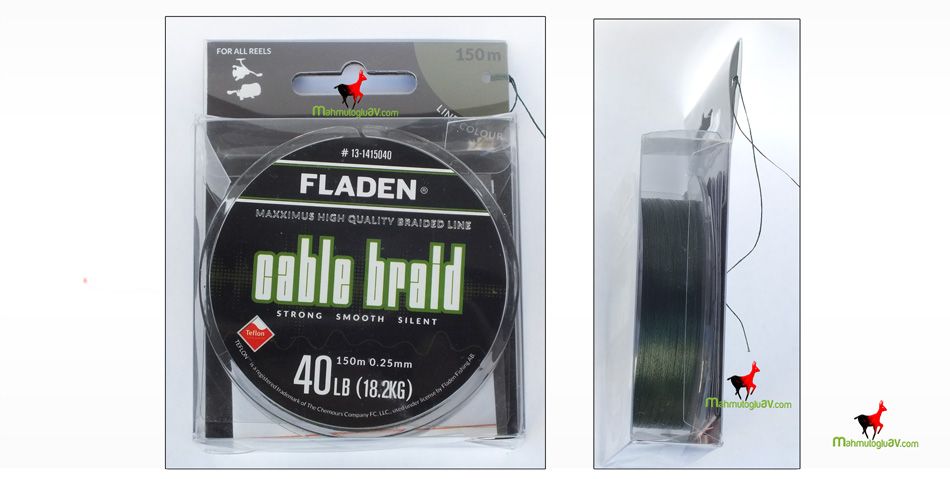 FOR ALL REELS
150m
MahmutogluAV.com
LINE
COLOUR
# 13-1415040
FLADEN®
MAXXIMUS HIGH QUALITY BRAIDED LINE
cable braid
STRONG SMOOTH SILENT
Teflon
150m 0.25mm
40LB (18.2KG)
TEFLON™ is a registered trademark of The Chemours Company FC, LLC., used under license by Fladen Fishing AB
MahmutogluAV.com
MahmutogluAV.com